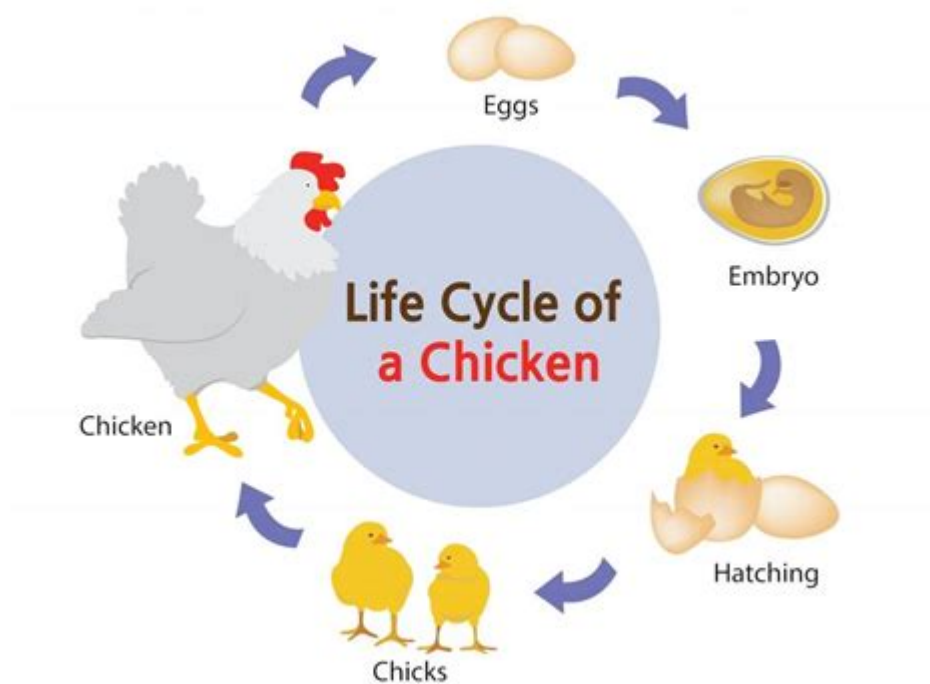 Eggs
Embryo
Life Cycle of
a Chicken
Chicken
Hatching
Chicks